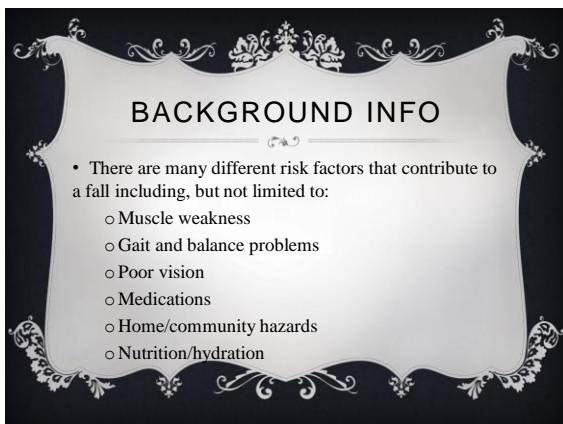 BACKGROUND INFO
• There are many different risk factors that contribute to
a fall including, but not limited to:
o Muscle weakness
o Gait and balance problems
o Poor vision
o Medications
o Home/community hazards
o Nutrition/hydration